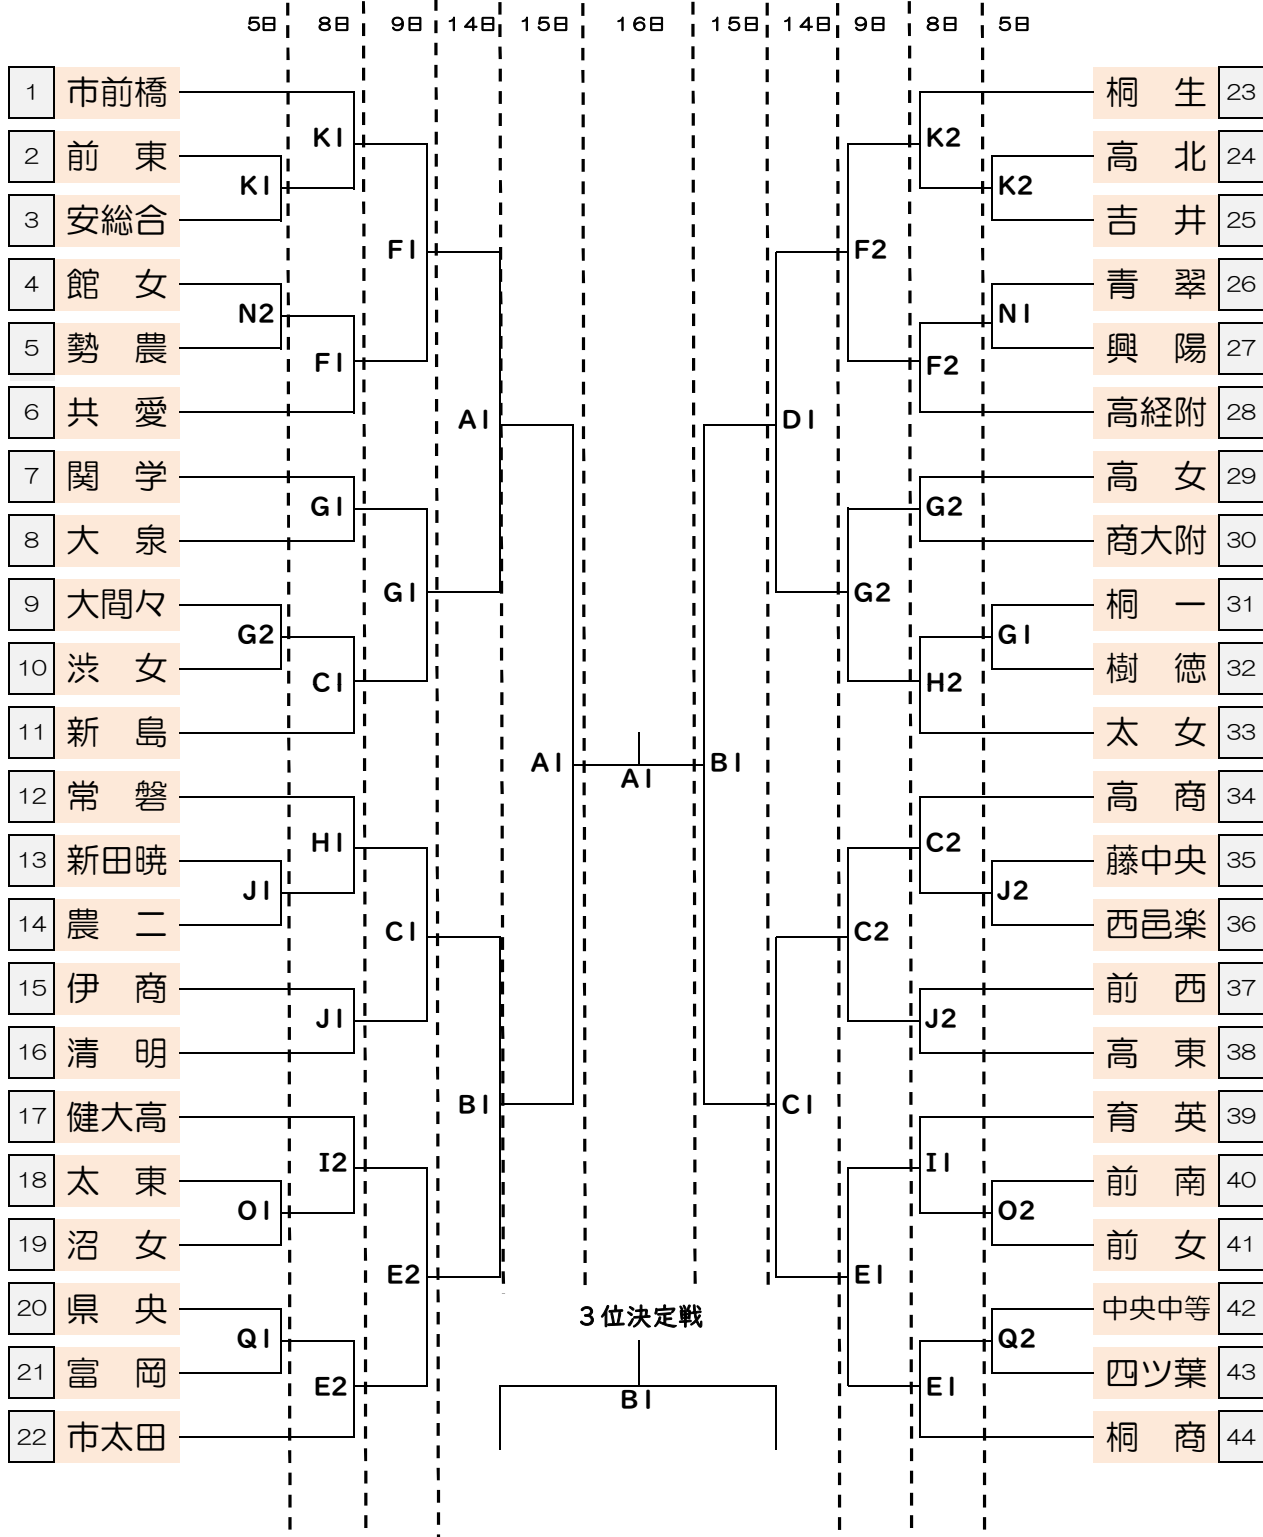 5日 8日 9日 14日 15日 16日 15日 14日 9日 8日 5日
1 市前橋 桐 生 23
K1 K2
2 前 東 高 北 24
K1 K2
3 安総合 吉 井 25
F1 F2
4 館 女 青 翠 26
N2 N1
5 勢 農 興 陽 27
F1 F2
6 共 愛 A1 D1 高経附 28
7 関 学 高 女 29
G1 G2
8 大 泉 商大附 30
G1 G2
9 大間々 桐 一 31
G2 G1
10 渋 女 樹 徳 32
C1 H2
11 新 島 太 女 33
A1 A1 B1
12 常 磐 高 商 34
H1 C2
13 新田暁 藤中央 35
J1 J2
14 農 二 西邑楽 36
C1 C2
15 伊 商 前 西 37
J1 J2
16 清 明 高 東 38
B1 C1
17 健大高 育 英 39
I2 I1
18 太 東 前 南 40
O1 O2
19 沼 女 前 女 41
E2 E1
20 県 央 3位決定戦 中央中等 42
Q1 Q2
21 富 岡 四ツ葉 43
E2 B1 E1
22 市太田 桐 商 44